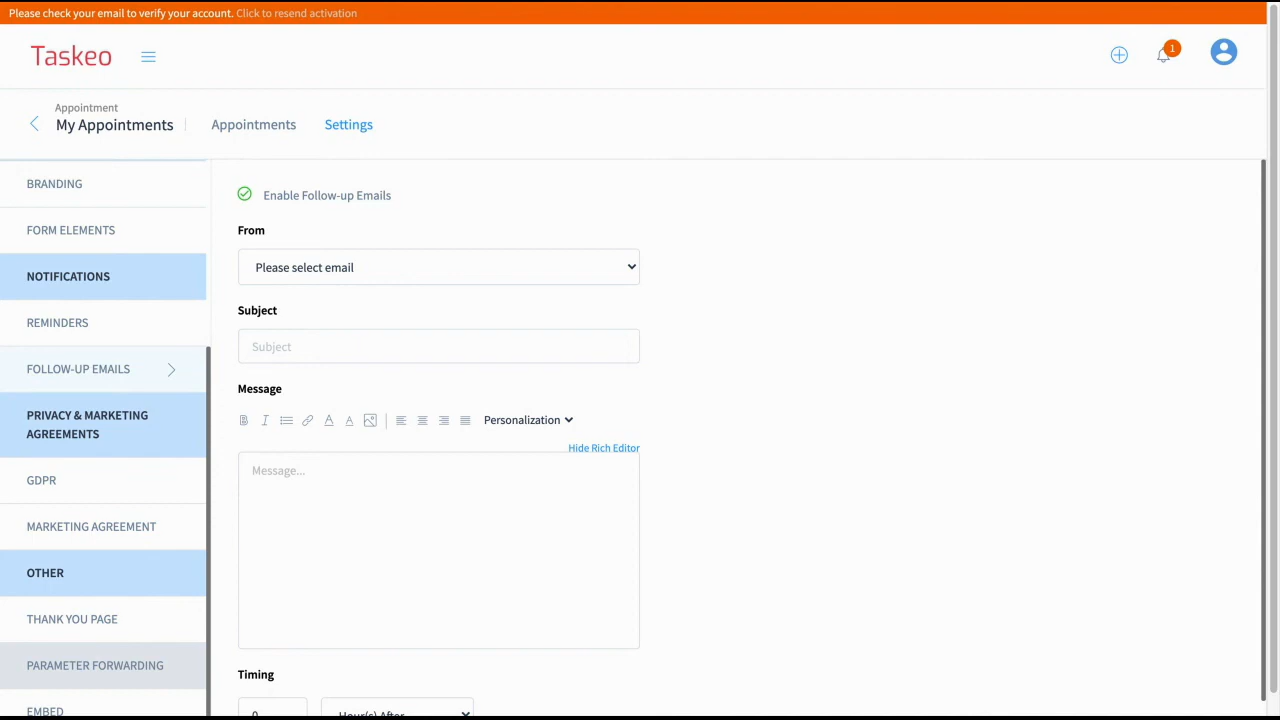 Please check your email to verify your account. Click to resend activation
Taskeo
1
Appointment
My Appointments
Appointments
Settings
BRANDING
FORM ELEMENTS
NOTIFICATIONS
REMINDERS
FOLLOW-UP EMAILS
PRIVACY & MARKETING
AGREEMENTS
GDPR
MARKETING AGREEMENT
OTHER
THANK YOU PAGE
PARAMETER FORWARDING
EMBED
Enable Follow-up Emails
From
Please select email
Subject
Subject
Message
Personalization
Hide Rich Editor
Message...
Timing
0
Hour(s) After